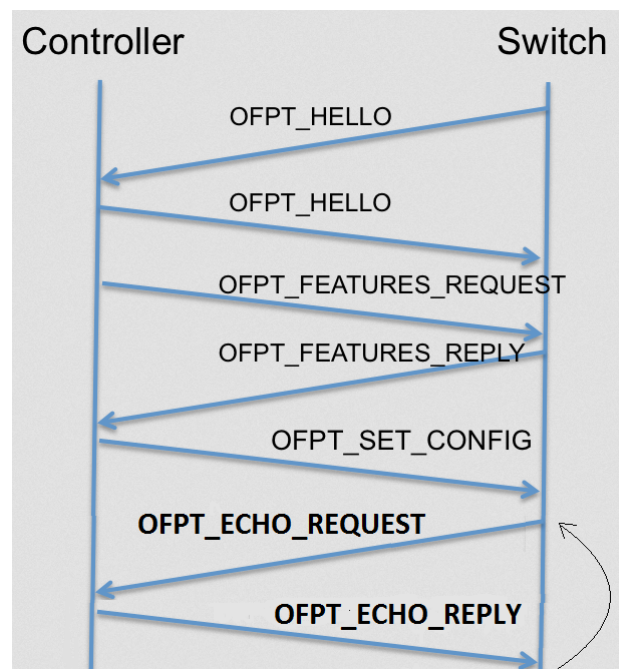 Controller Switch
OFPT_HELLO
OFPT_HELLO
OFPT_FEATURES_REQUEST
OFPT_FEATURES_REPLY
OFPT_SET_CONFIG
OFPT_ECHO_REQUEST
OFPT_ECHO_REPLY